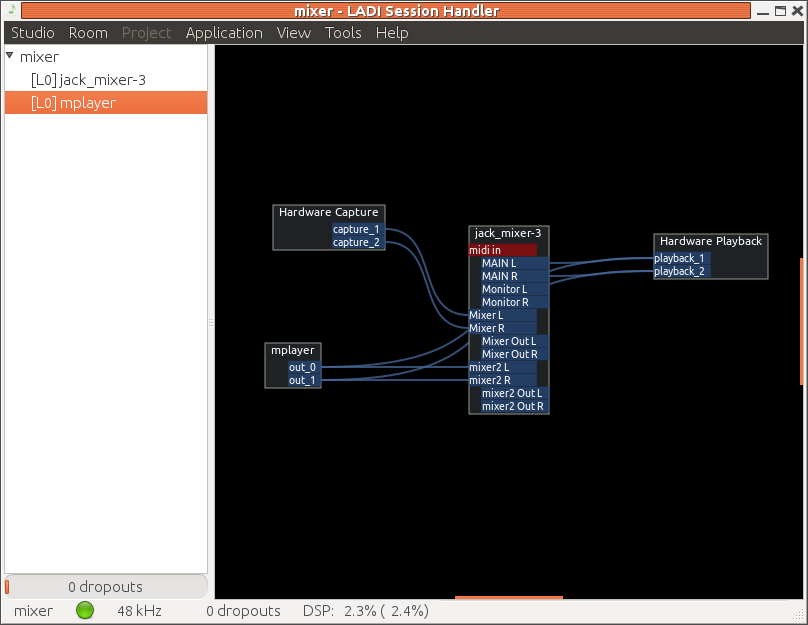 mixer - LADI Session Handler
Studio Room Project Application View Tools Help
mixer
[L0] jack_mixer-3
[L0] mplayer
Hardware Capture
capture_1
capture_2
mplayer
out_0
out_1
jack_mixer-3
midi in
MAIN L
MAIN R
Monitor L
Monitor R
Mixer L
Mixer R
Mixer Out L
Mixer Out R
mixer2 L
mixer2 R
mixer2 Out L
mixer2 Out R
Hardware Playback
playback_1
playback_2
0 dropouts
mixer 48 kHz 0 dropouts DSP: 2.3% ( 2.4%)